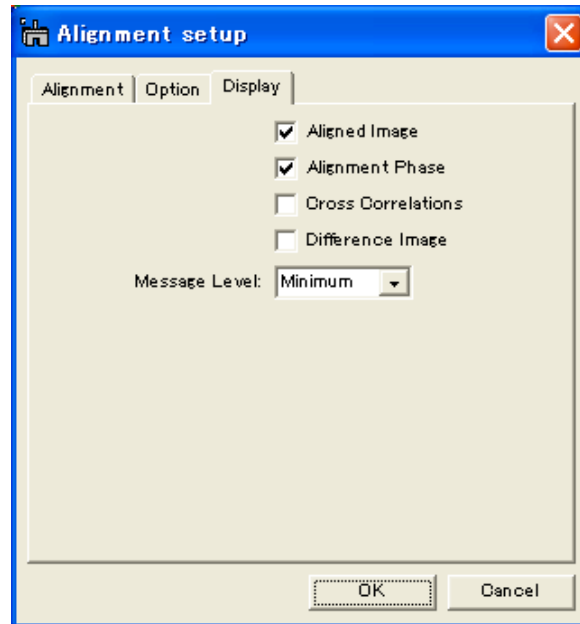 Alignment setup
Alignment Option Display
Aligned Image
Alignment Phase
Cross Correlations
Difference Image
Message Level: Minimum
OK Cancel